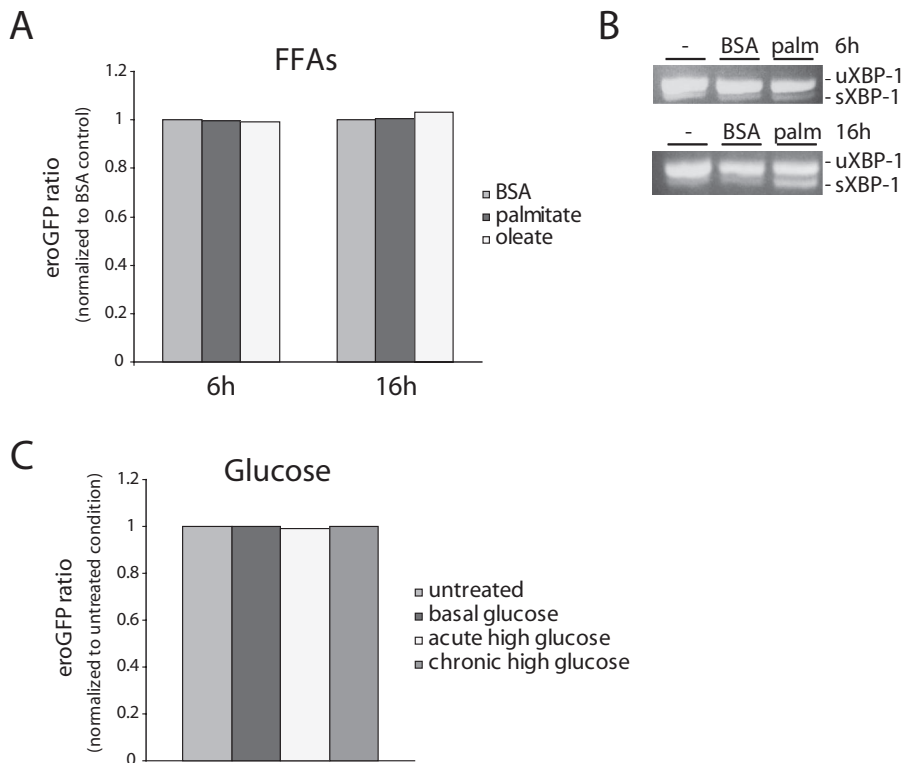 A
FFAs
eroGFP ratio
(normalized to BSA control)
1.2
1
0.8
0.6
0.4
0.2
0
6h
16h
BSA
palmitate
oleate
B
- BSA palm 6h
- uXBP-1
- sXBP-1
- BSA palm 16h
- uXBP-1
- sXBP-1
C
Glucose
eroGFP ratio
(normalized to untreated condition)
1.2
1
0.8
0.6
0.4
0.2
0
untreated
basal glucose
acute high glucose
chronic high glucose